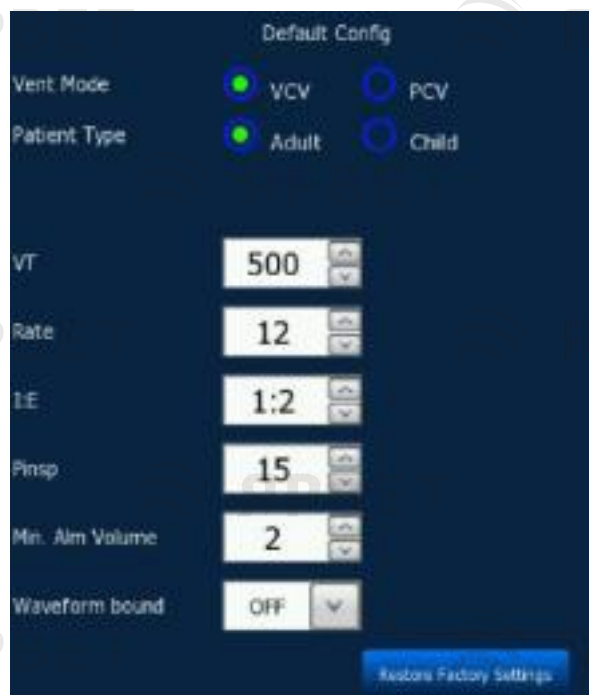 Default Config
Vent Mode VCV PCV
Patient Type Adult Child
VT 500
Rate 12
I:E 1:2
Pinsp 15
Min. Alm Volume 2
Waveform bound OFF
Restore Factory Settings